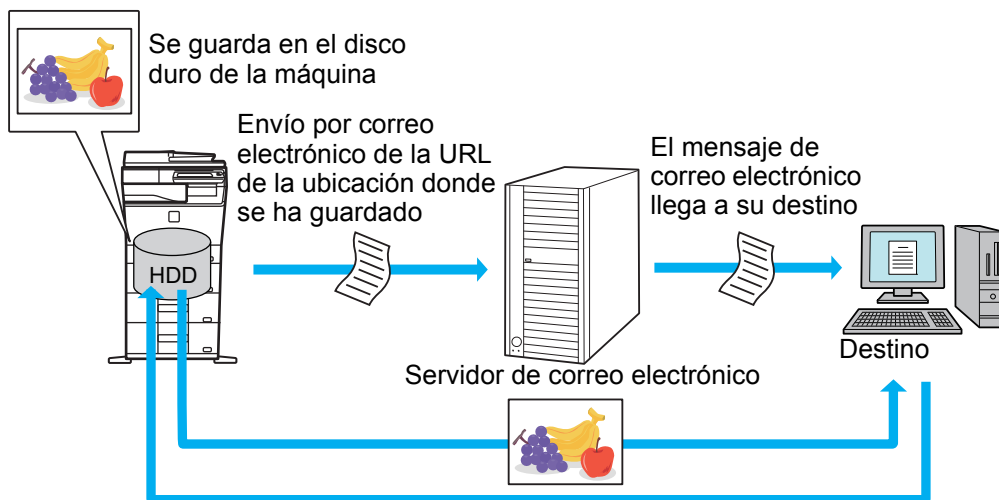 Se guarda en el disco
duro de la máquina
Envío por correo
electrónico de la URL
de la ubicación donde
se ha guardado
El mensaje de
correo electrónico
llega a su destino
HDD
Destino
Servidor de correo electrónico